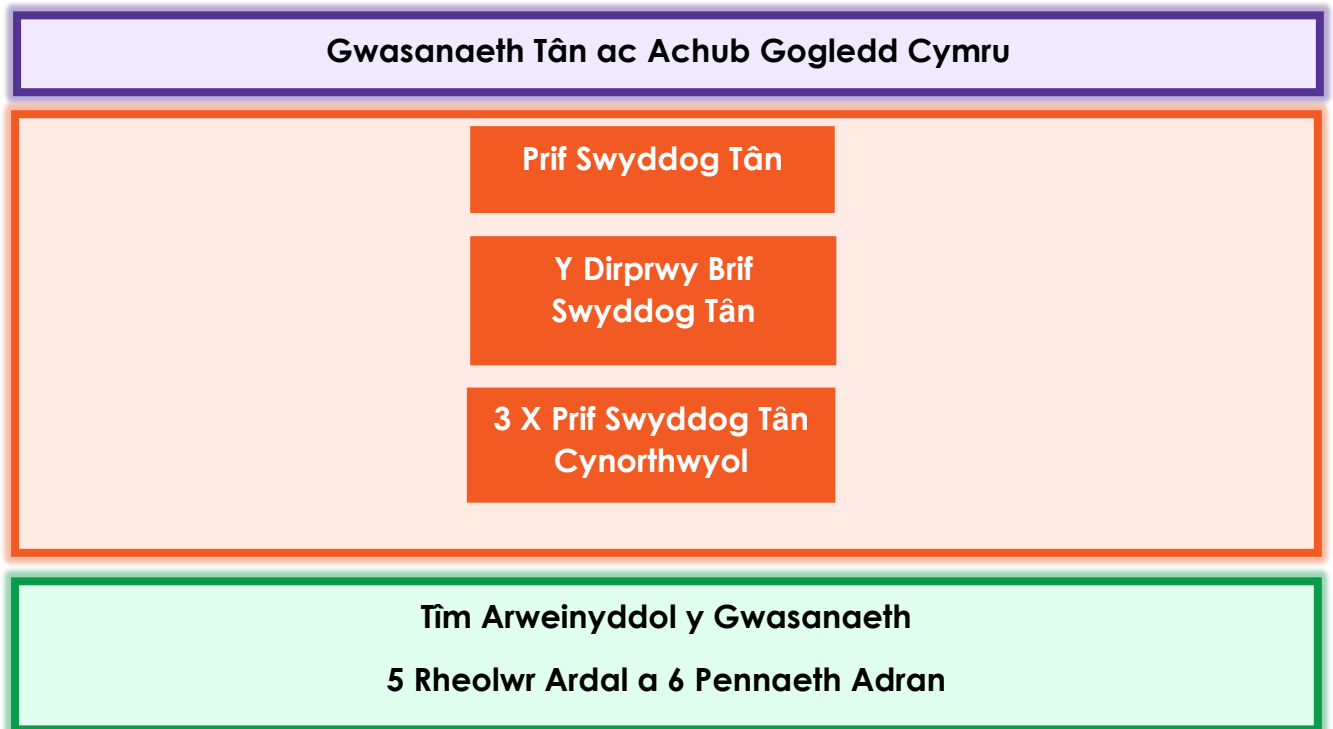 Gwasanaeth Tân ac Achub Gogledd Cymru
Prif Swyddog Tân
Y Dirprwy Brif
Swyddog Tân
3 X Prif Swyddog Tân
Cynorthwyol
Tîm Arweinyddol y Gwasanaeth
5 Rheolwr Ardal a 6 Pennaeth Adran